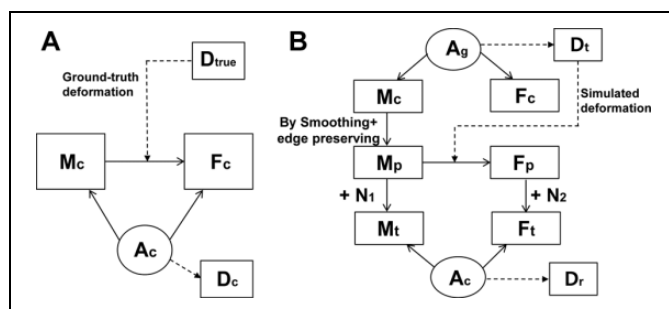 A
Dtrue
Ground-truth
deformation
Mc
Fc
Ac
Dc
B
Ag
Dt
Mc
Fc
By Smoothing+
edge preserving
Simulated
deformation
Mp
Fp
+ N1
+ N2
Mt
Ft
Ac
Dr